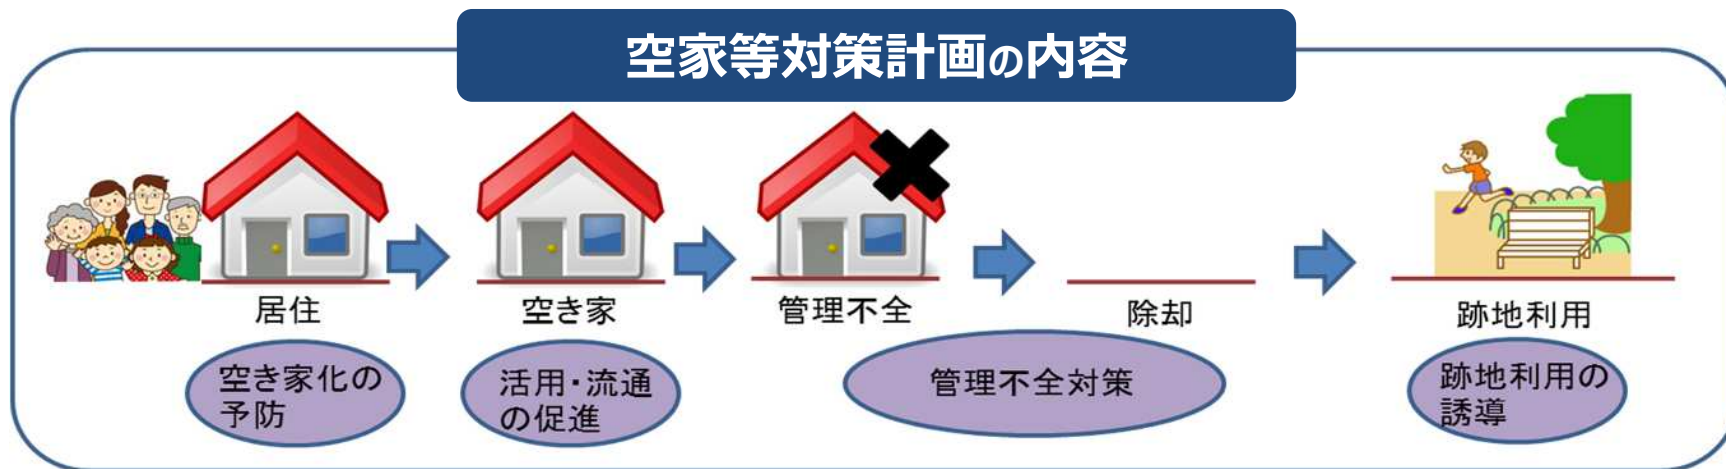 空家等対策計画の内容
居住
空き家
管理不全
除却
跡地利用
空き家化の
予防
活用・流通
の促進
管理不全対策
跡地利用の
誘導